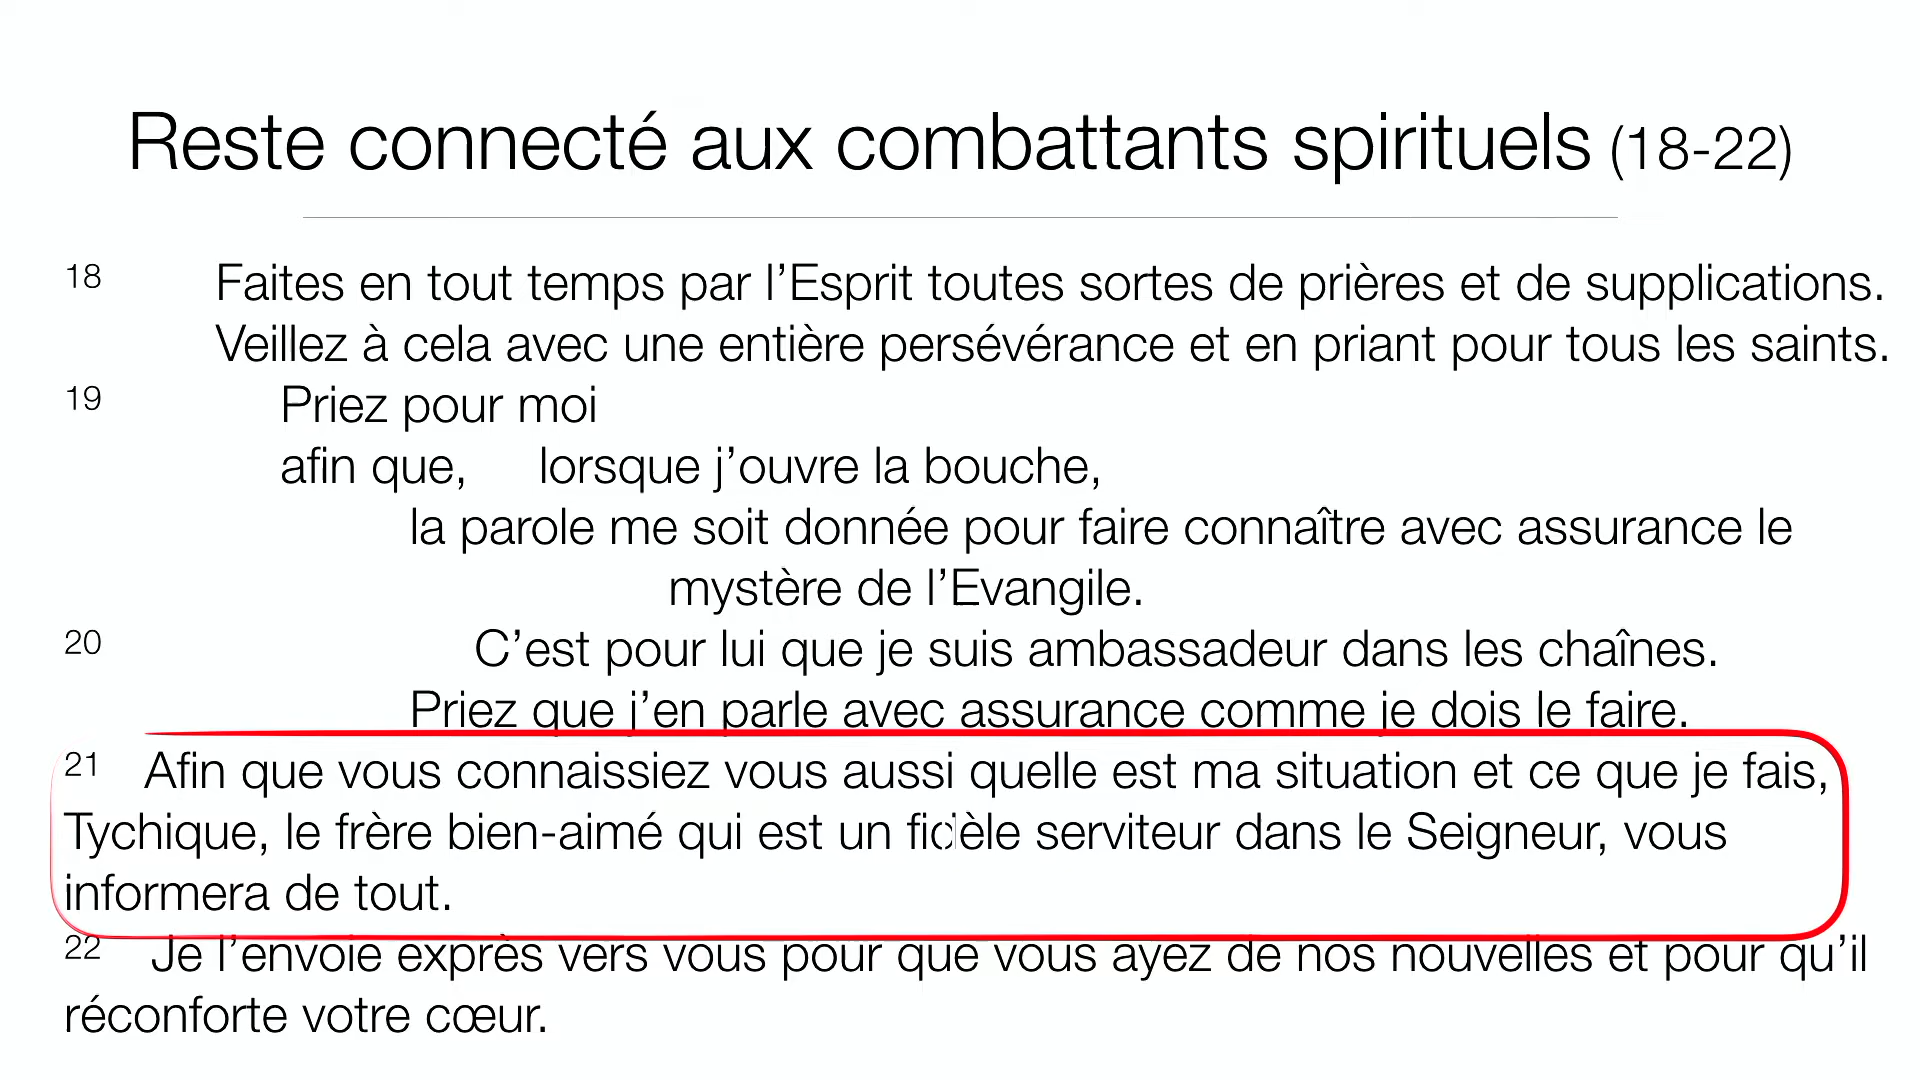 Reste connecté aux combattants spirituels (18-22)
18 Faites en tout temps par l’Esprit toutes sortes de prières et de supplications.
Veillez à cela avec une entière persévérance et en priant pour tous les saints.
19 Priez pour moi
afin que, lorsque j’ouvre la bouche,
la parole me soit donnée pour faire connaître avec assurance le
mystère de l’Evangile.
20 C’est pour lui que je suis ambassadeur dans les chaînes.
Priez que j’en parle avec assurance comme je dois le faire.
21 Afin que vous connaissiez vous aussi quelle est ma situation et ce que je fais,
Tychique, le frère bien-aimé qui est un fidèle serviteur dans le Seigneur, vous
informera de tout.
22 Je l’envoie exprès vers vous pour que vous ayez de nos nouvelles et pour qu’il
réconforte votre cœur.